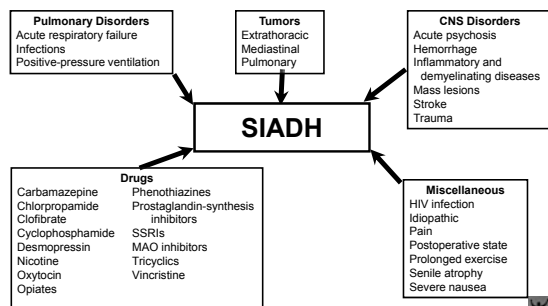 Pulmonary Disorders
Acute respiratory failure
Infections
Positive-pressure ventilation
Tumors
Extrathoracic
Mediastinal
Pulmonary
CNS Disorders
Acute psychosis
Hemorrhage
Inflammatory and
demyelinating diseases
Mass lesions
Stroke
Trauma
SIADH
Drugs
Carbamazepine
Chlorpropamide
Clofibrate
Cyclophosphamide
Desmopressin
Nicotine
Oxytocin
Opiates
Phenothiazines
Prostaglandin-synthesis
inhibitors
SSRIs
MAO inhibitors
Tricyclics
Vincristine
Miscellaneous
HIV infection
Idiopathic
Pain
Postoperative state
Prolonged exercise
Senile atrophy
Severe nausea